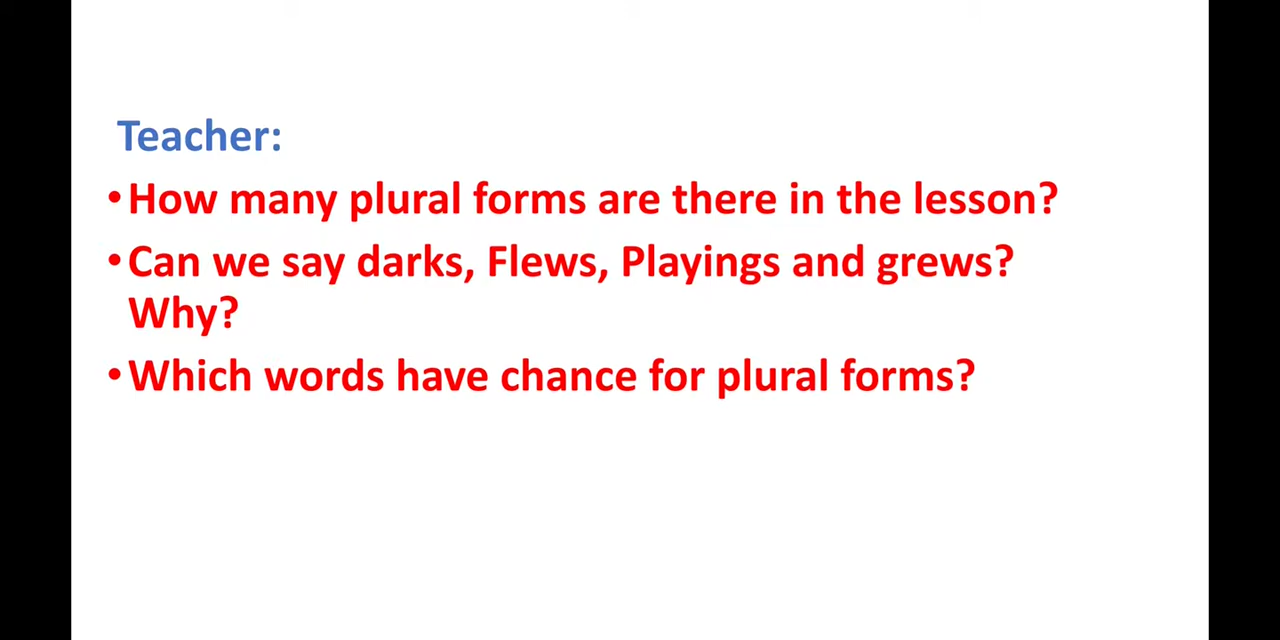 Teacher:
•How many plural forms are there in the lesson?
•Can we say darks, Flews, Playings and grews?
Why?
•Which words have chance for plural forms?